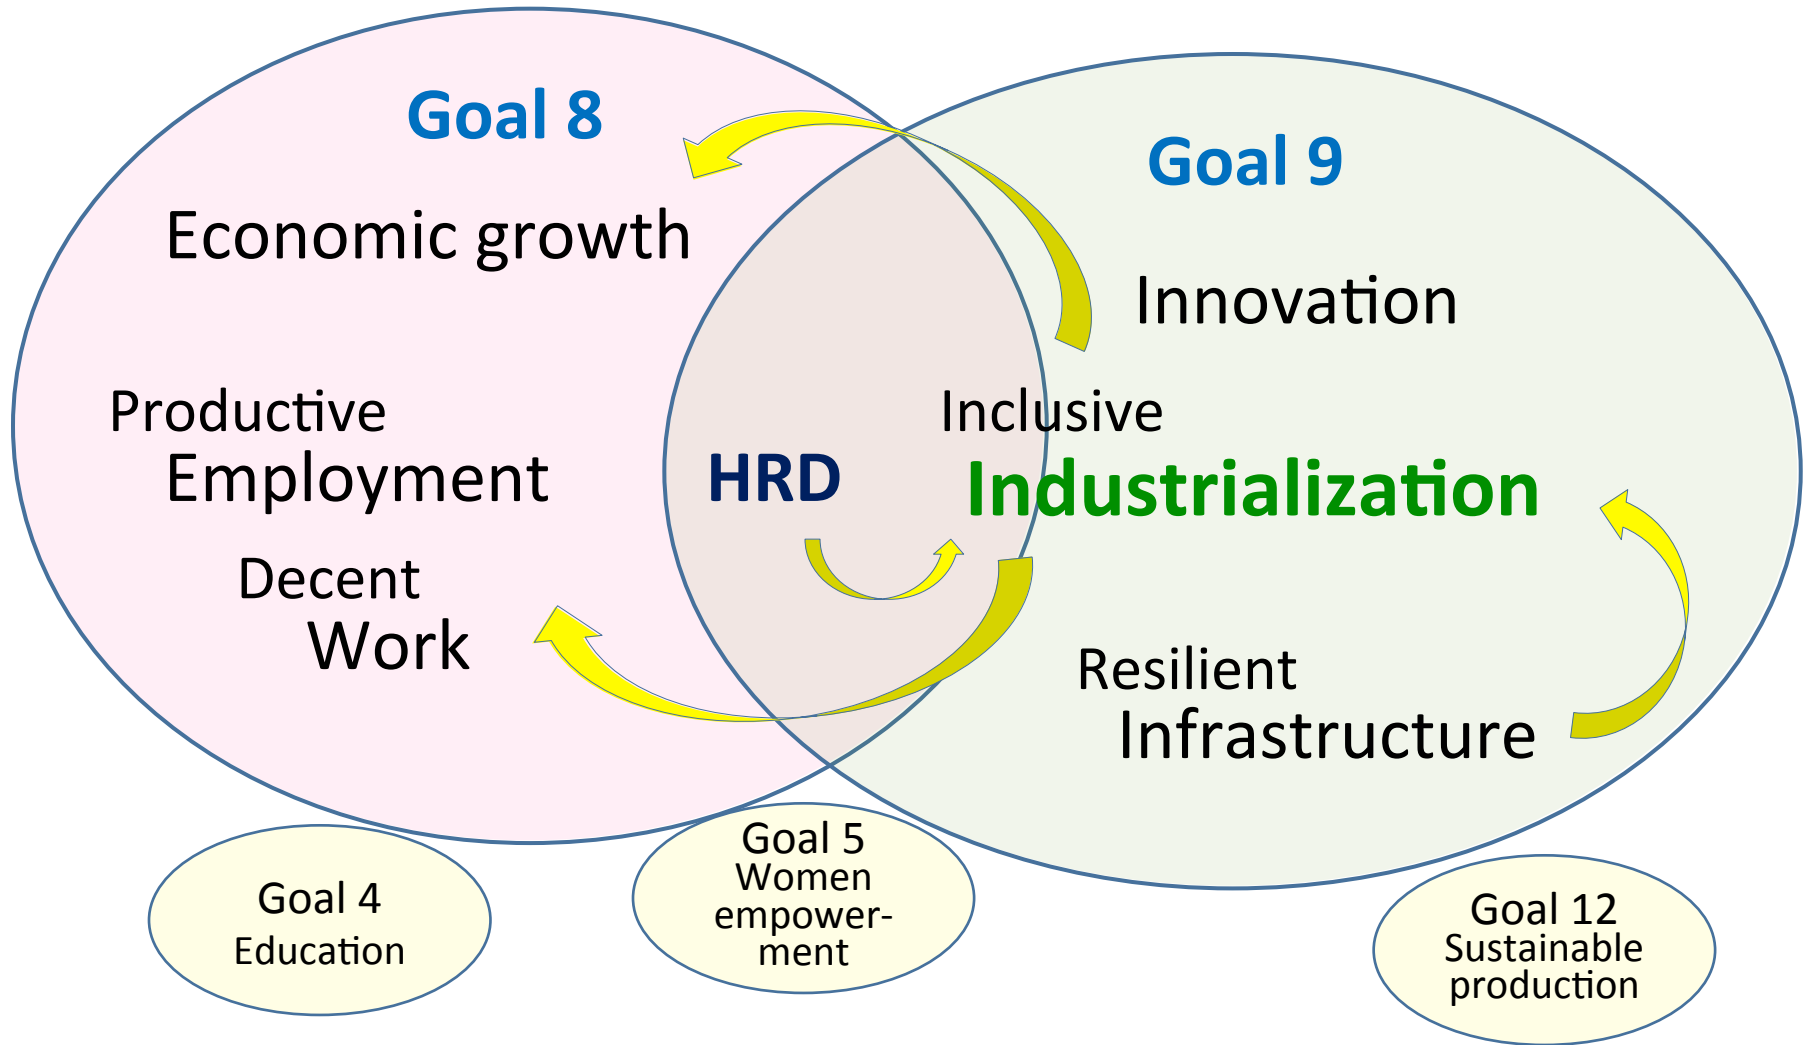 Goal 8
Economic growth
Productive
Employment
Decent
Work
HRD
Goal 9
Innovation
Inclusive
Industrialization
Resilient
Infrastructure
Goal 4
Education
Goal 5
Women
empower-
ment
Goal 12
Sustainable
production